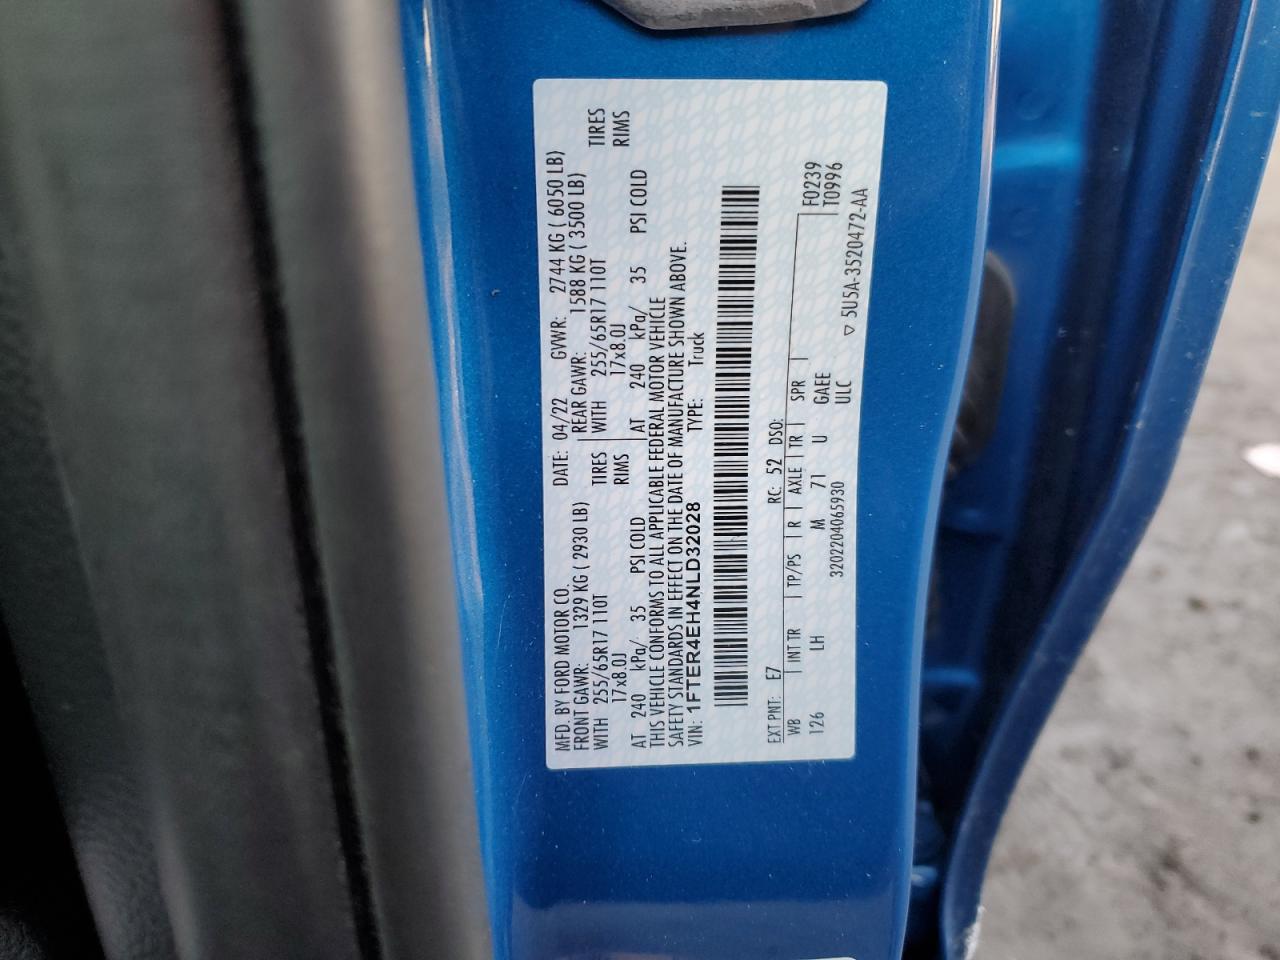 MFD. BY FORD MOTOR CO. DATE: 04/22 GVWR: 2744 KG ( 6050 LB)
FRONT GAWR: 1329 KG ( 2930 LB) REAR GAWR: 1588 KG ( 3500 LB)
WITH 255/65R17 110T TIRES WITH 255/65R17 110T TIRES
17x8.0J RIMS 17x8.0J RIMS
AT 240 kPa/ 35 PSI COLD AT 240 kPa/ 35 PSI COLD
THIS VEHICLE CONFORMS TO ALL APPLICABLE FEDERAL MOTOR VEHICLE
SAFETY STANDARDS IN EFFECT ON THE DATE OF MANUFACTURE SHOWN ABOVE.
VIN: 1FTER4EH4NLD32028 TYPE: Truck
EXT PNT: E7 RC: 52 DSO: F0239
WB INT TR TP/PS R AXLE TR SPR T0996
126 LH M 71 U GAEE
3202204065930 ULC ▽ 5U5A-3520472-AA